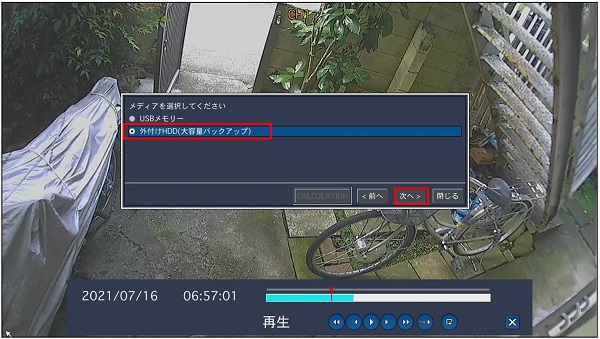 CH1
メディアを選択してください
USBメモリー
外付けHDD(大容量バックアップ)
CALCULATION
< 前へ
次へ >
閉じる
2021/07/16 06:57:01
再生